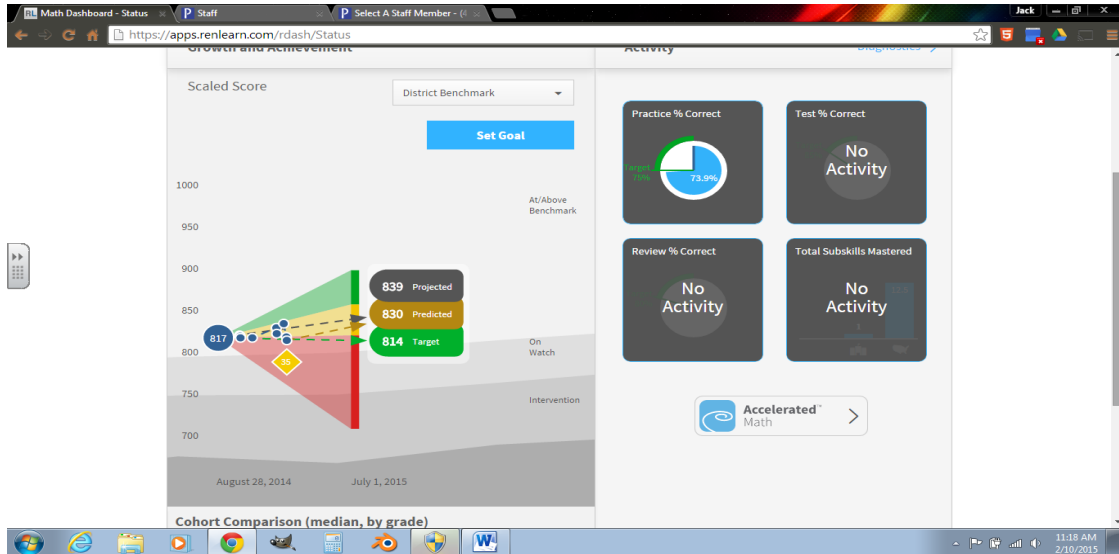 RL Math Dashboard - Status
P Staff
P Select A Staff Member - (4
Jack
https://apps.renlearn.com/rdash/Status
Growth and Achievement
Activity
Diagnostics
Scaled Score
District Benchmark
Set Goal
1000
950
900
850
800
750
700
At/Above
Benchmark
On
Watch
Intervention
817
35
839 Projected
830 Predicted
814 Target
August 28, 2014
July 1, 2015
Cohort Comparison (median, by grade)
Practice % Correct
Target
75%
73.9%
Test % Correct
No
Activity
Review % Correct
No
Activity
Total Subskills Mastered
No
Activity
Accelerated™
Math
11:18 AM
2/10/2015